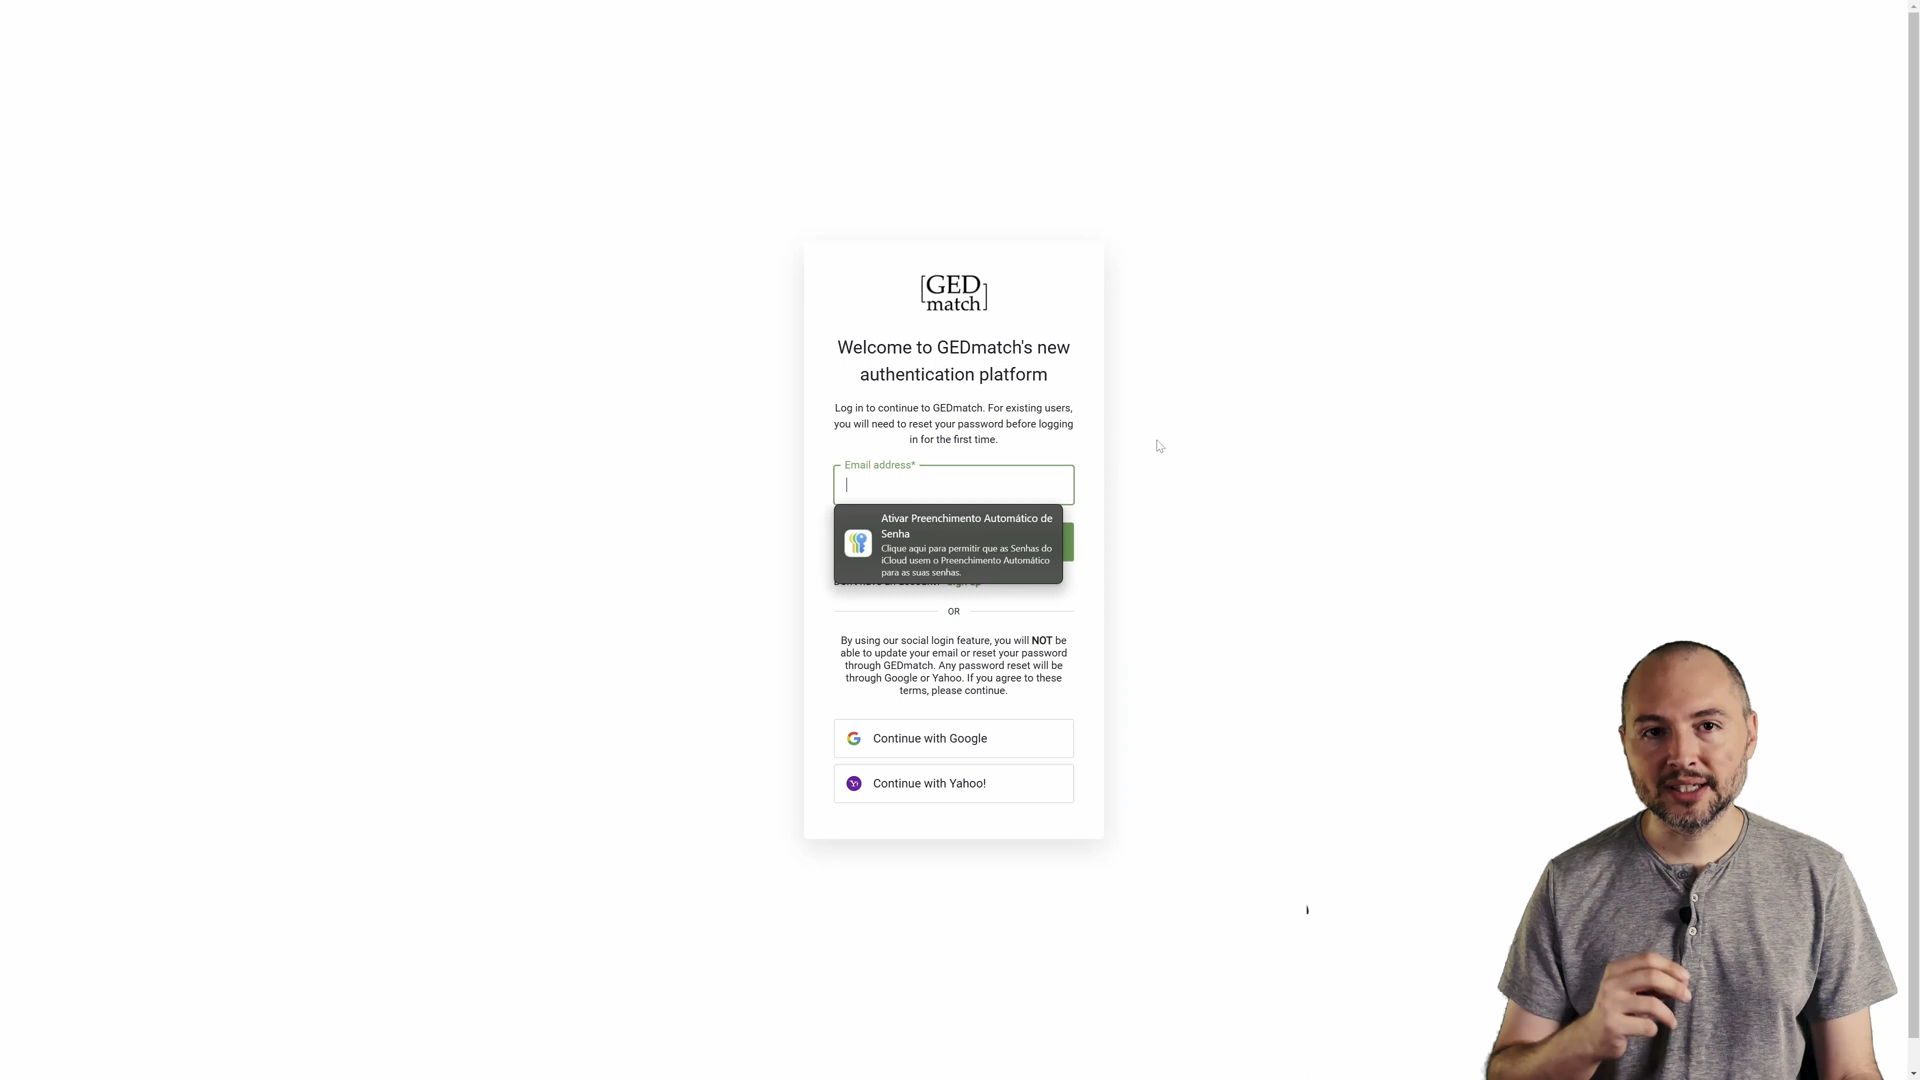 [GED
match]
Welcome to GEDmatch's new
authentication platform
Log in to continue to GEDmatch. For existing users,
you will need to reset your password before logging
in for the first time.
Email address*
Ativar Preenchimento Automático de
Senha
Clique aqui para permitir que as Senhas do
iCloud usem o Preenchimento Automático
para as suas senhas.
OR
By using our social login feature, you will NOT be
able to update your email or reset your password
through GEDmatch. Any password reset will be
through Google or Yahoo. If you agree to these
terms, please continue.
Continue with Google
Continue with Yahoo!